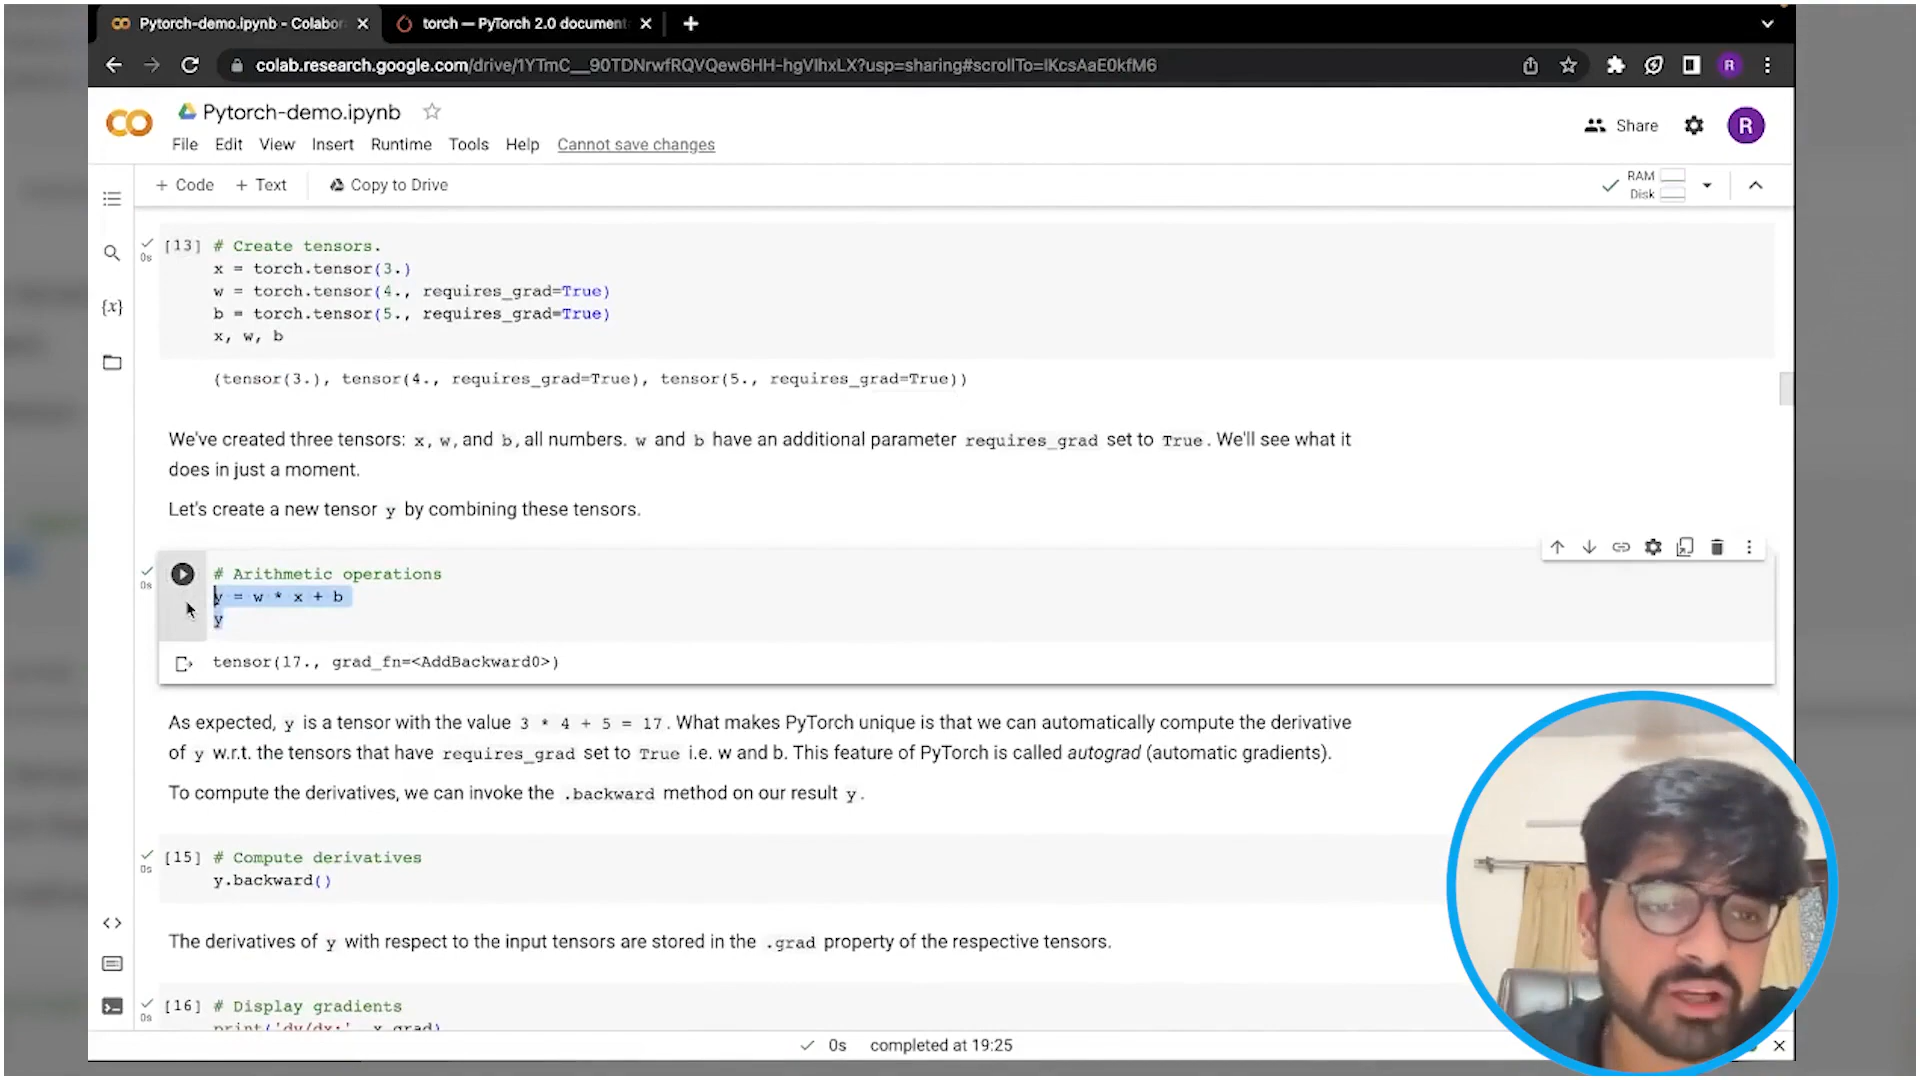 Pytorch-demo.ipynb - Colabor
torch — PyTorch 2.0 document
colab.research.google.com/drive/1YTmC__90TDNrwfRQVQew6HH-hgVlhxLX?usp=sharing#scrollTo=lKcsAaE0kfM6
R
Pytorch-demo.ipynb
Share
R
File Edit View Insert Runtime Tools Help Cannot save changes
+ Code + Text Copy to Drive
RAM
Disk
[13] # Create tensors.
0s
x = torch.tensor(3.)
w = torch.tensor(4., requires_grad=True)
{x}
b = torch.tensor(5., requires_grad=True)
x, w, b
(tensor(3.), tensor(4., requires_grad=True), tensor(5., requires_grad=True))
We've created three tensors: x, w, and b, all numbers. w and b have an additional parameter requires_grad set to True. We'll see what it
does in just a moment.
Let's create a new tensor y by combining these tensors.
# Arithmetic operations
0s
y = w * x + b
y
tensor(17., grad_fn=<AddBackward0>)
As expected, y is a tensor with the value 3 * 4 + 5 = 17. What makes PyTorch unique is that we can automatically compute the derivative
of y w.r.t. the tensors that have requires_grad set to True i.e. w and b. This feature of PyTorch is called autograd (automatic gradients).
To compute the derivatives, we can invoke the .backward method on our result y.
[15] # Compute derivatives
0s
y.backward()
The derivatives of y with respect to the input tensors are stored in the .grad property of the respective tensors.
[16] # Display gradients
0s
print('dy/dx:', x.grad)
0s completed at 19:25